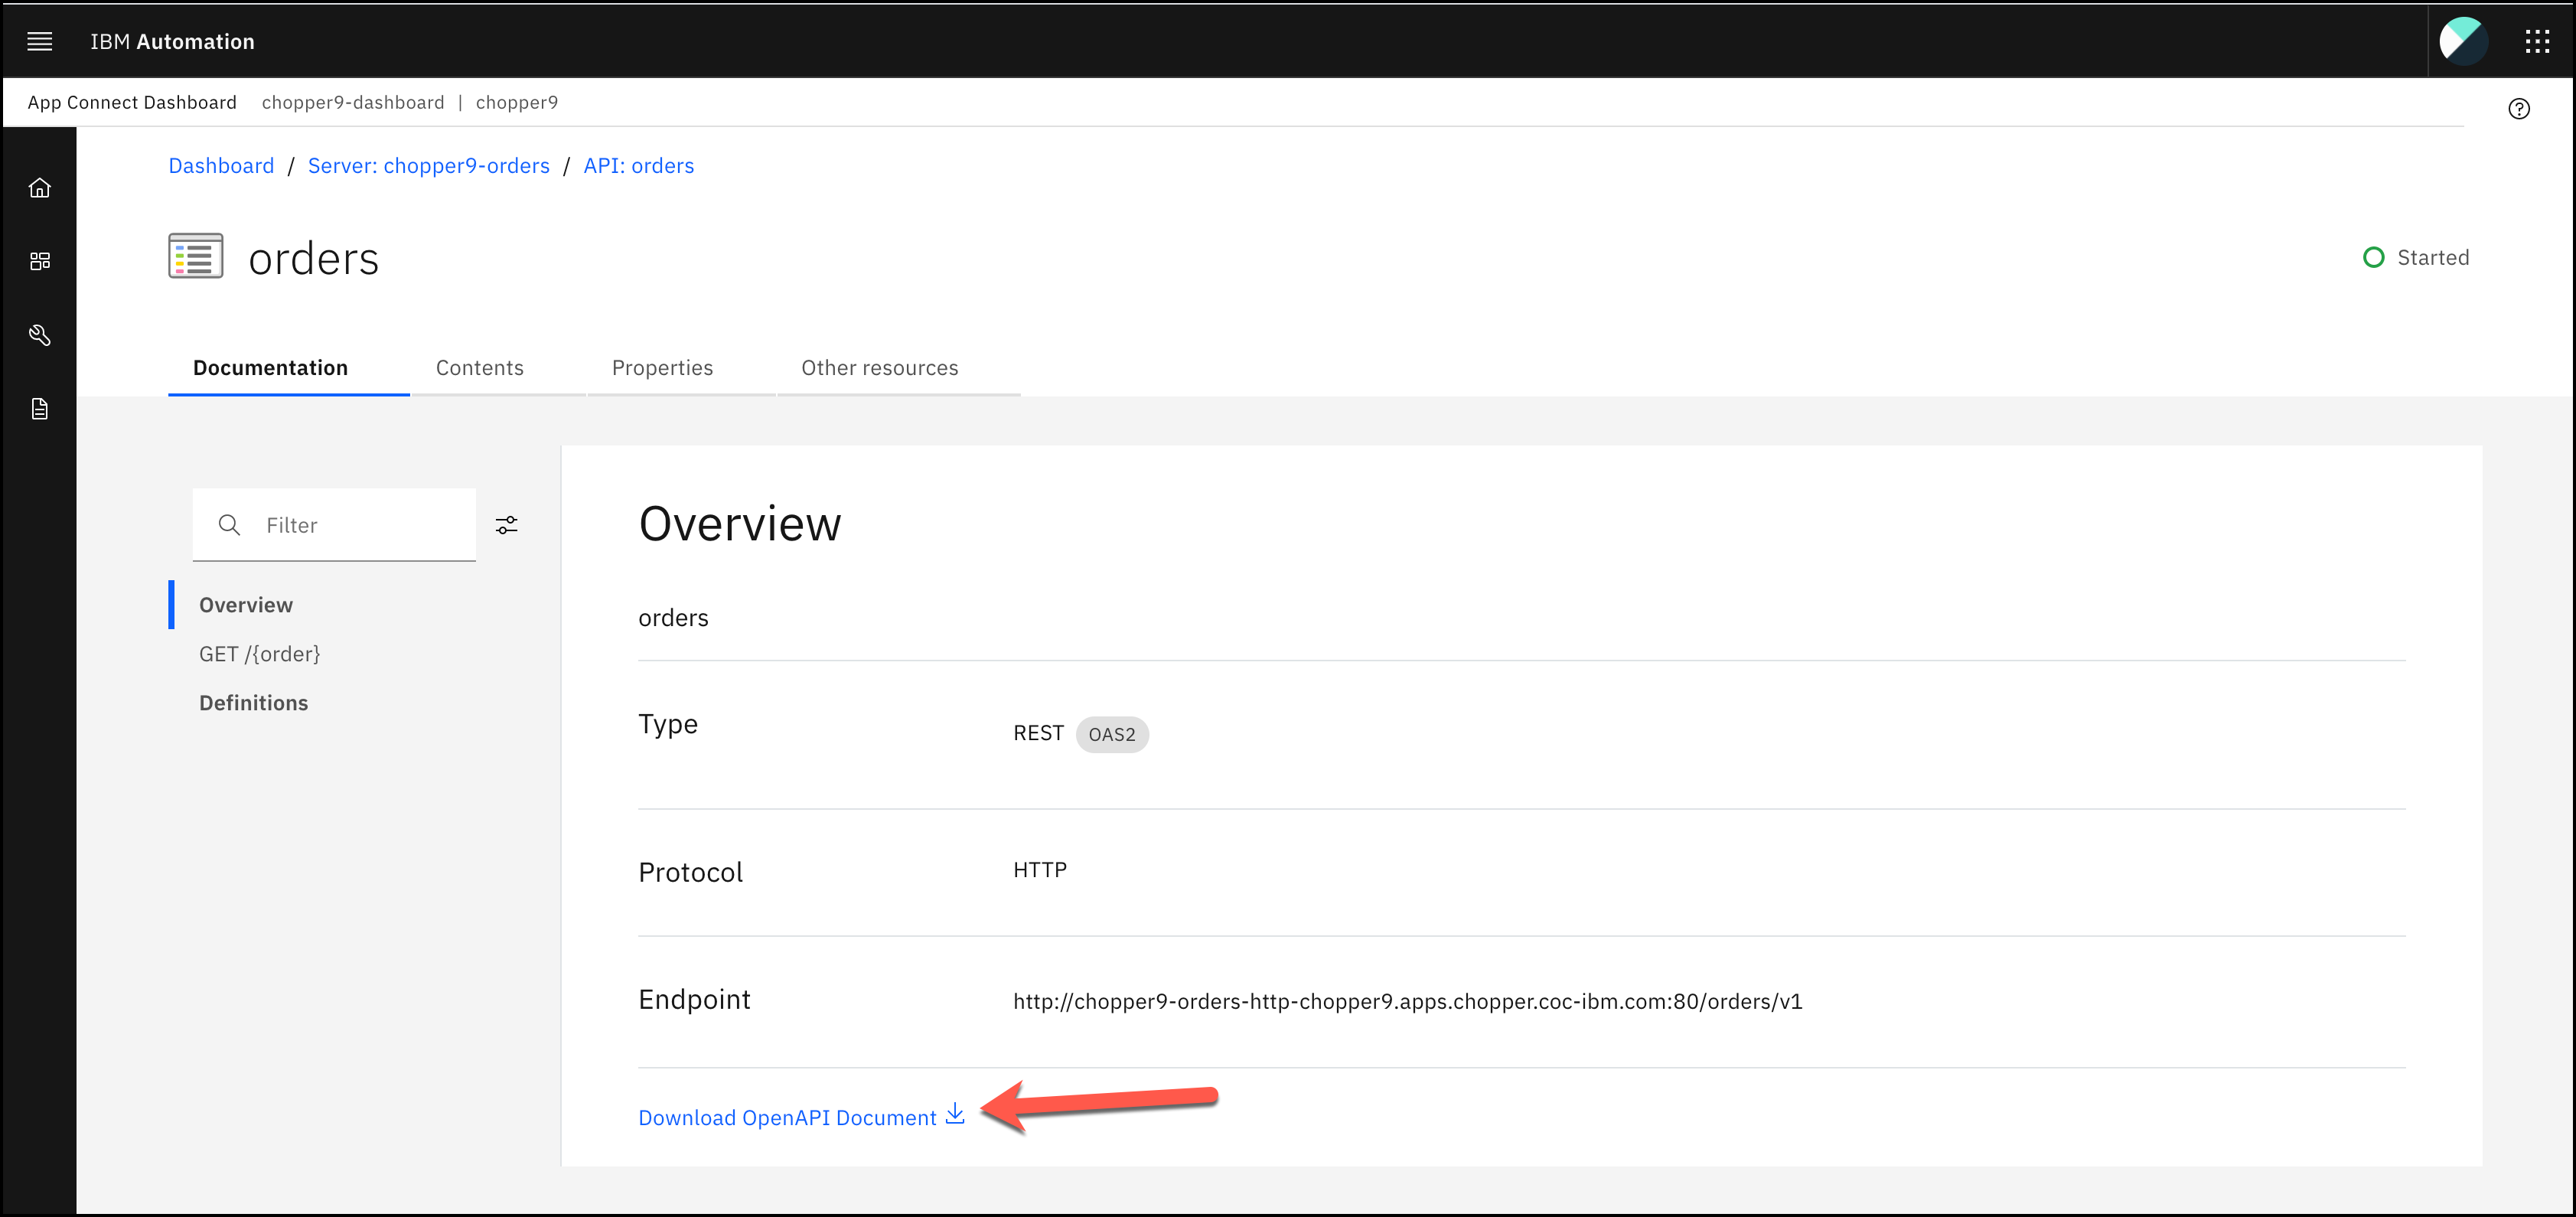 IBM Automation
App Connect Dashboard chopper9-dashboard | chopper9
Dashboard / Server: chopper9-orders / API: orders
orders
Started
Documentation Contents Properties Other resources
Filter
Overview
GET /{order}
Definitions
Overview
orders
Type REST OAS2
Protocol HTTP
Endpoint http://chopper9-orders-http-chopper9.apps.chopper.coc-ibm.com:80/orders/v1
Download OpenAPI Document